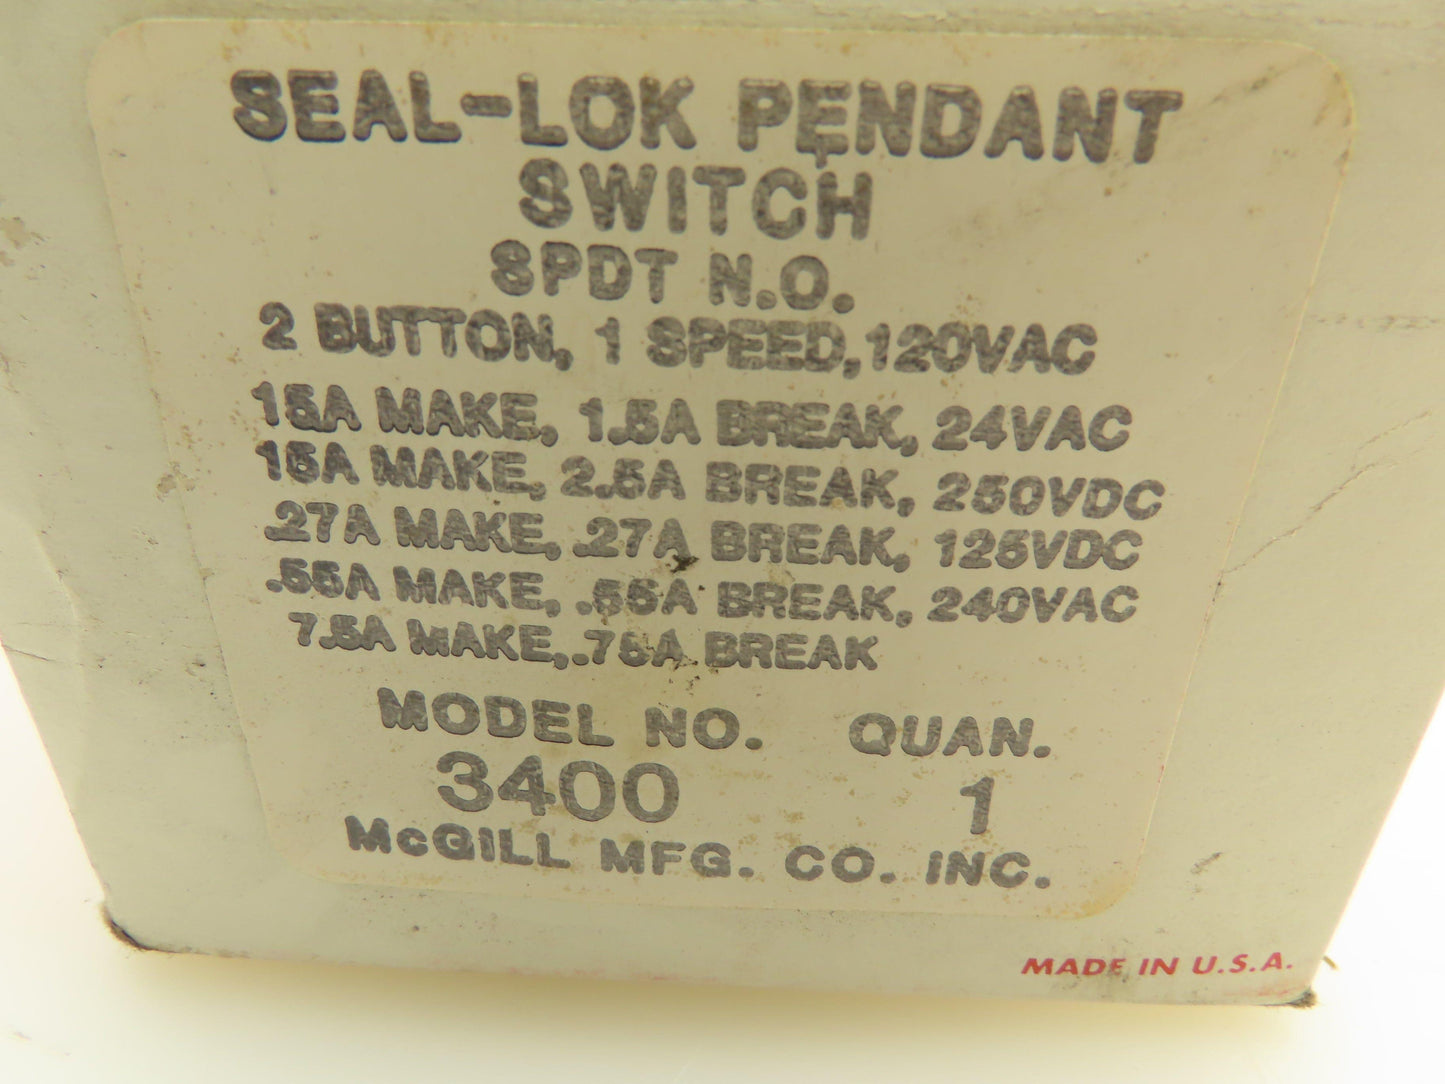 SEAL-LOK PENDANT
SWITCH
SPDT N.O.
2 BUTTON, 1 SPEED, 120VAC
15A MAKE, 1.5A BREAK, 24VAC
15A MAKE, 2.5A BREAK, 250VDC
.27A MAKE, .27A BREAK, 125VDC
.55A MAKE, .55A BREAK, 240VAC
7.5A MAKE, .75A BREAK
MODEL NO. QUAN.
3400 1
McGILL MFG. CO. INC.
MADE IN U.S.A.